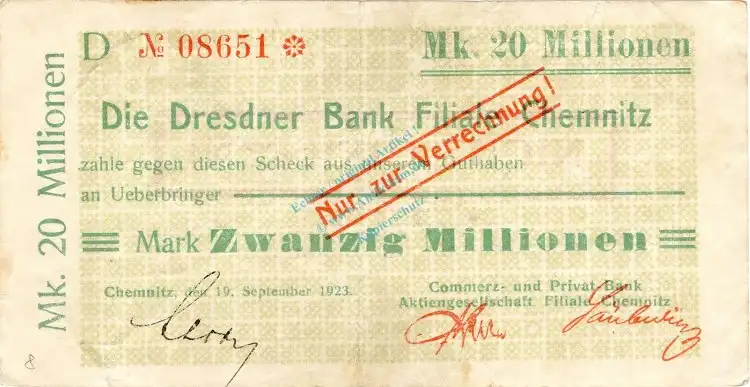 D № 08651
Mk. 20 Millionen
Mk. 20 Millionen
Die Dresdner Bank Filiale Chemnitz
zahle gegen diesen Scheck aus unserem Guthaben
an Ueberbringer
Nur zur Verrechnung!
Mark Zwanzig Millionen
Chemnitz, den 19. September 1923.
Commerz- und Privat-Bank
Aktiengesellschaft Filiale Chemnitz
8